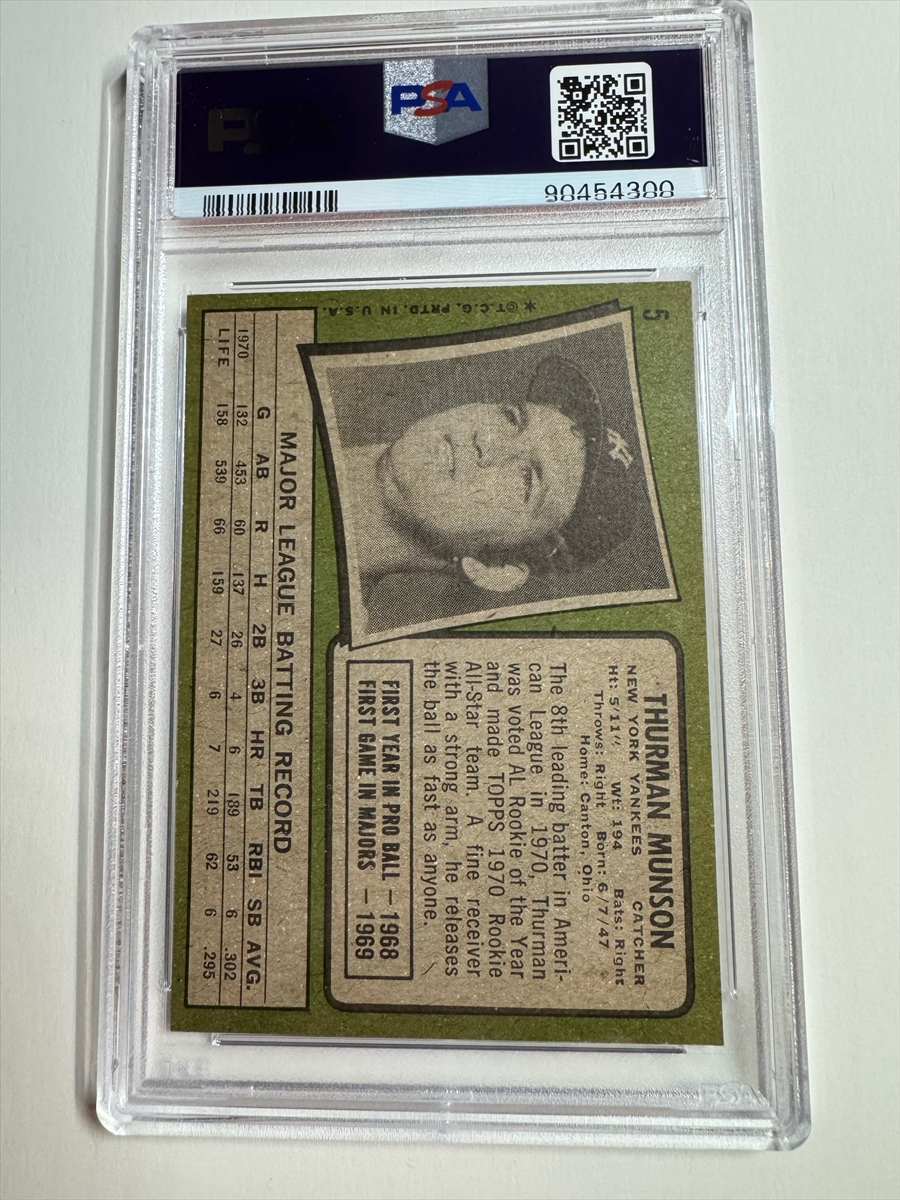 PSA
90454300
5
✶ © T.C.G. PRTD. IN U.S.A.
THURMAN MUNSON
NEW YORK YANKEES CATCHER
Ht: 5'11" Wt: 194 Bats: Right
Throws: Right Born: 6/7/47
Home: Canton, Ohio
The 8th leading batter in Ameri-
can League in 1970, Thurman
was voted AL Rookie of the Year
and made TOPPS 1970 Rookie
All-Star team. A fine receiver
with a strong arm, he releases
the ball as fast as anyone.
FIRST YEAR IN PRO BALL — 1968
FIRST GAME IN MAJORS — 1969
MAJOR LEAGUE BATTING RECORD
G AB R H 2B 3B HR TB RBI SB AVG.
1970 132 453 60 137 26 4 6 189 53 6 .302
LIFE 158 539 66 159 27 6 7 219 62 6 .295